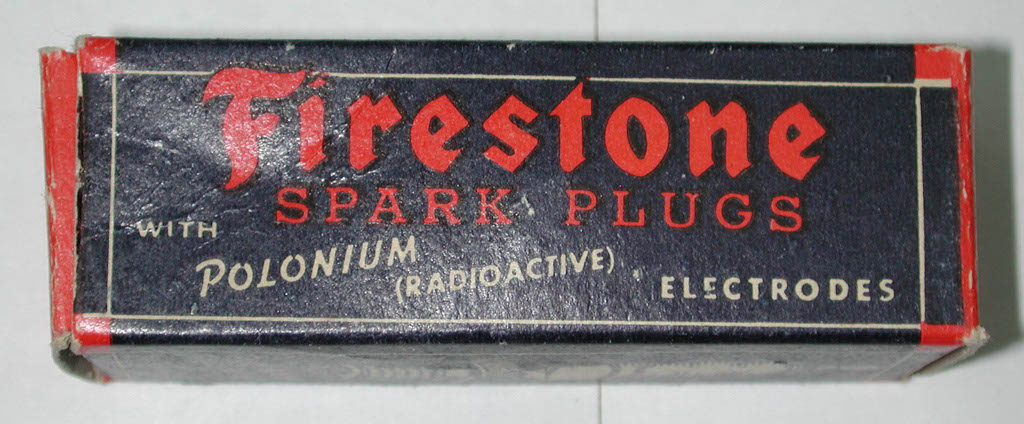 Firestone
SPARK PLUGS
WITH
POLONIUM
(RADIOACTIVE)
ELECTRODES